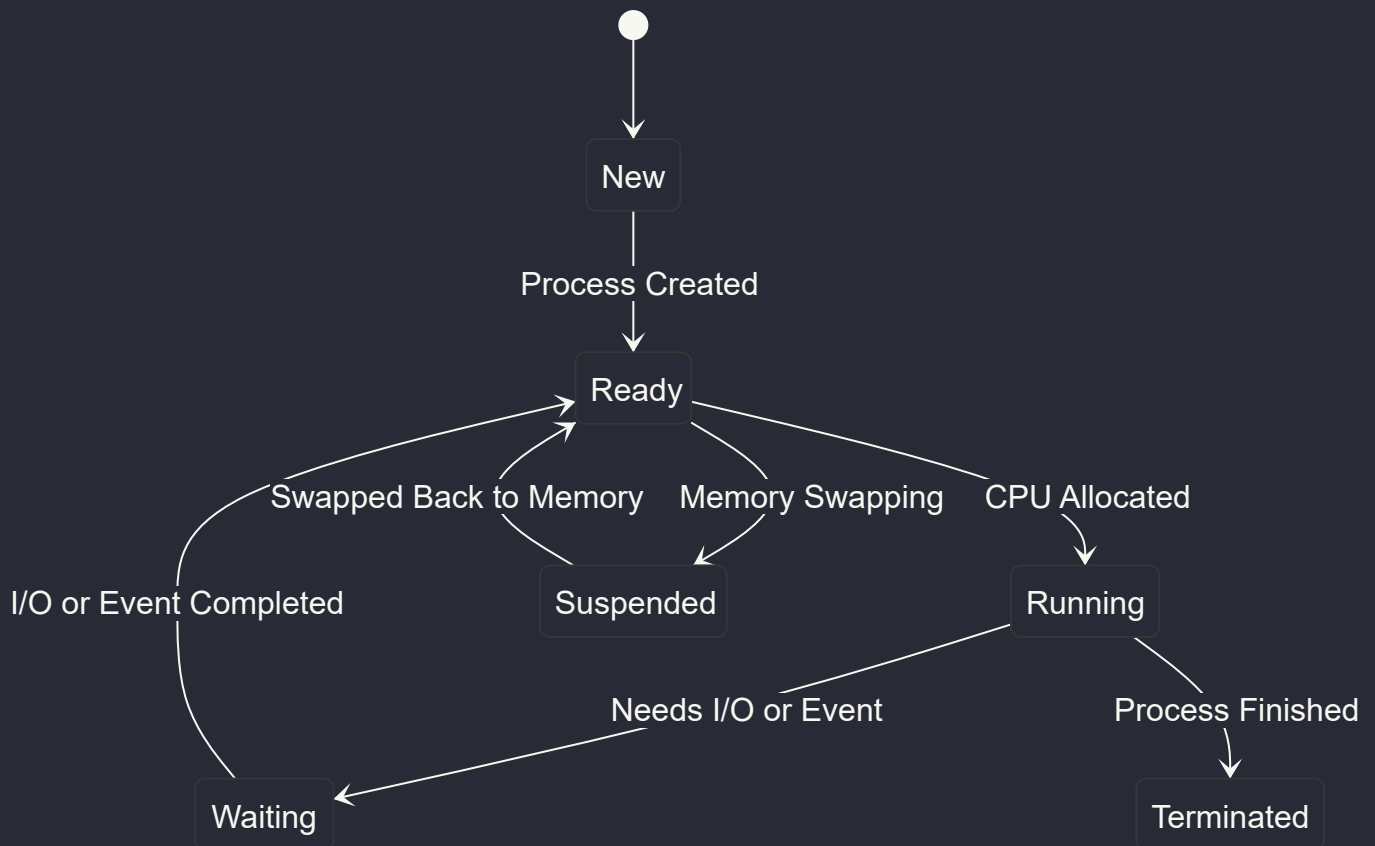 New
Process Created
Ready
Swapped Back to Memory
Memory Swapping
CPU Allocated
I/O or Event Completed
Suspended
Running
Needs I/O or Event
Process Finished
Waiting
Terminated